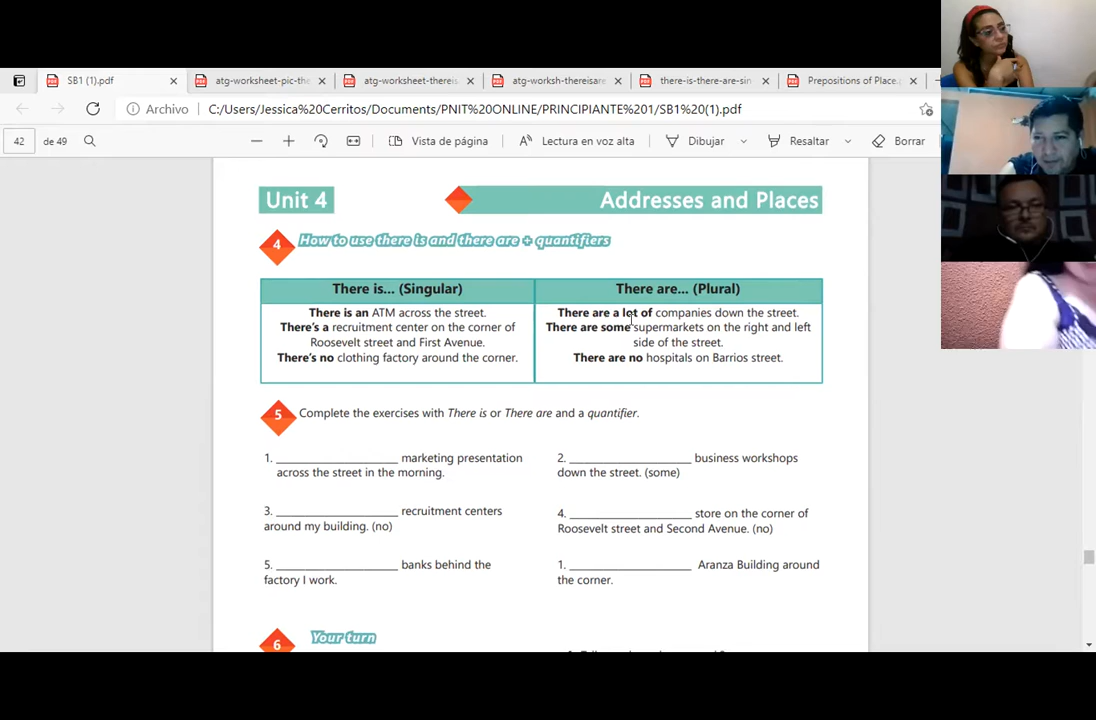 SB1 (1).pdf
atg-worksheet-pic-the
atg-worksheet-thereis
atg-worksh-thereisare
there-is-there-are-sin
Prepositions of Place.
Archivo
C:/Users/Jessica%20Cerritos/Documents/PNIT%20ONLINE/PRINCIPIANTE%201/SB1%20(1).pdf
42
de 49
Vista de página
Lectura en voz alta
Dibujar
Resaltar
Borrar
Unit 4
Addresses and Places
4
How to use there is and there are + quantifiers
There is... (Singular)
There is an ATM across the street.
There's a recruitment center on the corner of
Roosevelt street and First Avenue.
There's no clothing factory around the corner.
There are... (Plural)
There are a lot of companies down the street.
There are some supermarkets on the right and left
side of the street.
There are no hospitals on Barrios street.
5
Complete the exercises with There is or There are and a quantifier.
1. ____________________ marketing presentation
across the street in the morning.
2. ____________________ business workshops
down the street. (some)
3. ____________________ recruitment centers
around my building. (no)
4. ____________________ store on the corner of
Roosevelt street and Second Avenue. (no)
5. ____________________ banks behind the
factory I work.
1. ____________________ Aranza Building around
the corner.
6
Your turn